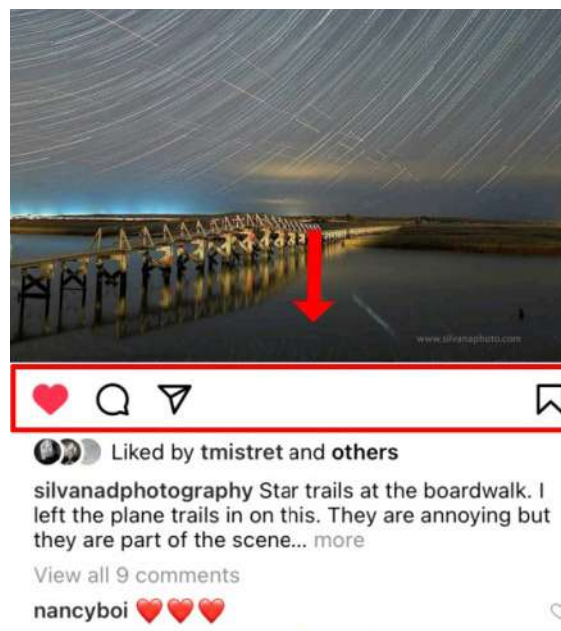 www.silvanaphoto.com
Liked by tmistret and others
silvanadphotography Star trails at the boardwalk. I
left the plane trails in on this. They are annoying but
they are part of the scene... more
View all 9 comments
nancyboi ❤️❤️❤️